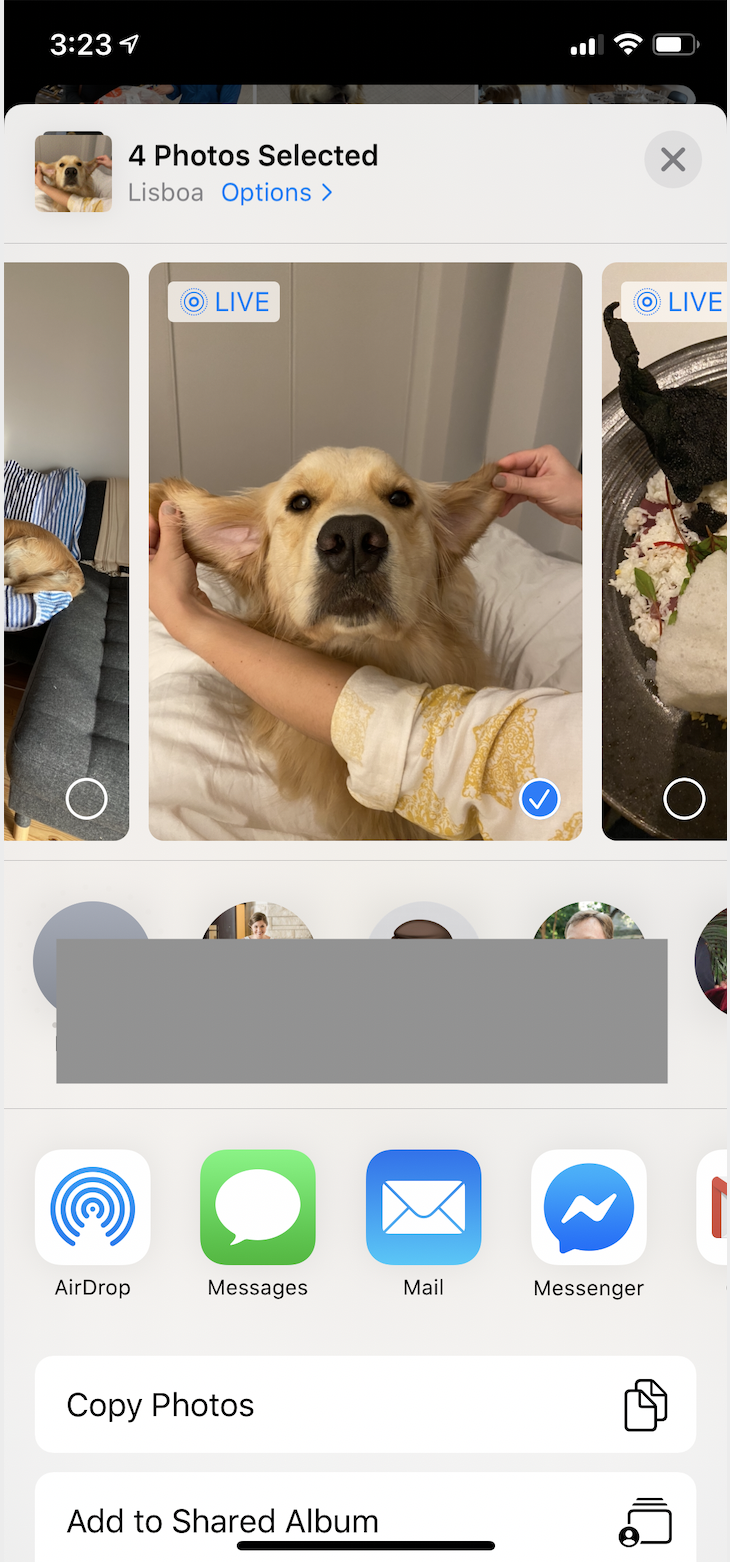 3:23
4 Photos Selected
Lisboa Options >
LIVE
LIVE
AirDrop
Messages
Mail
Messenger
Copy Photos
Add to Shared Album